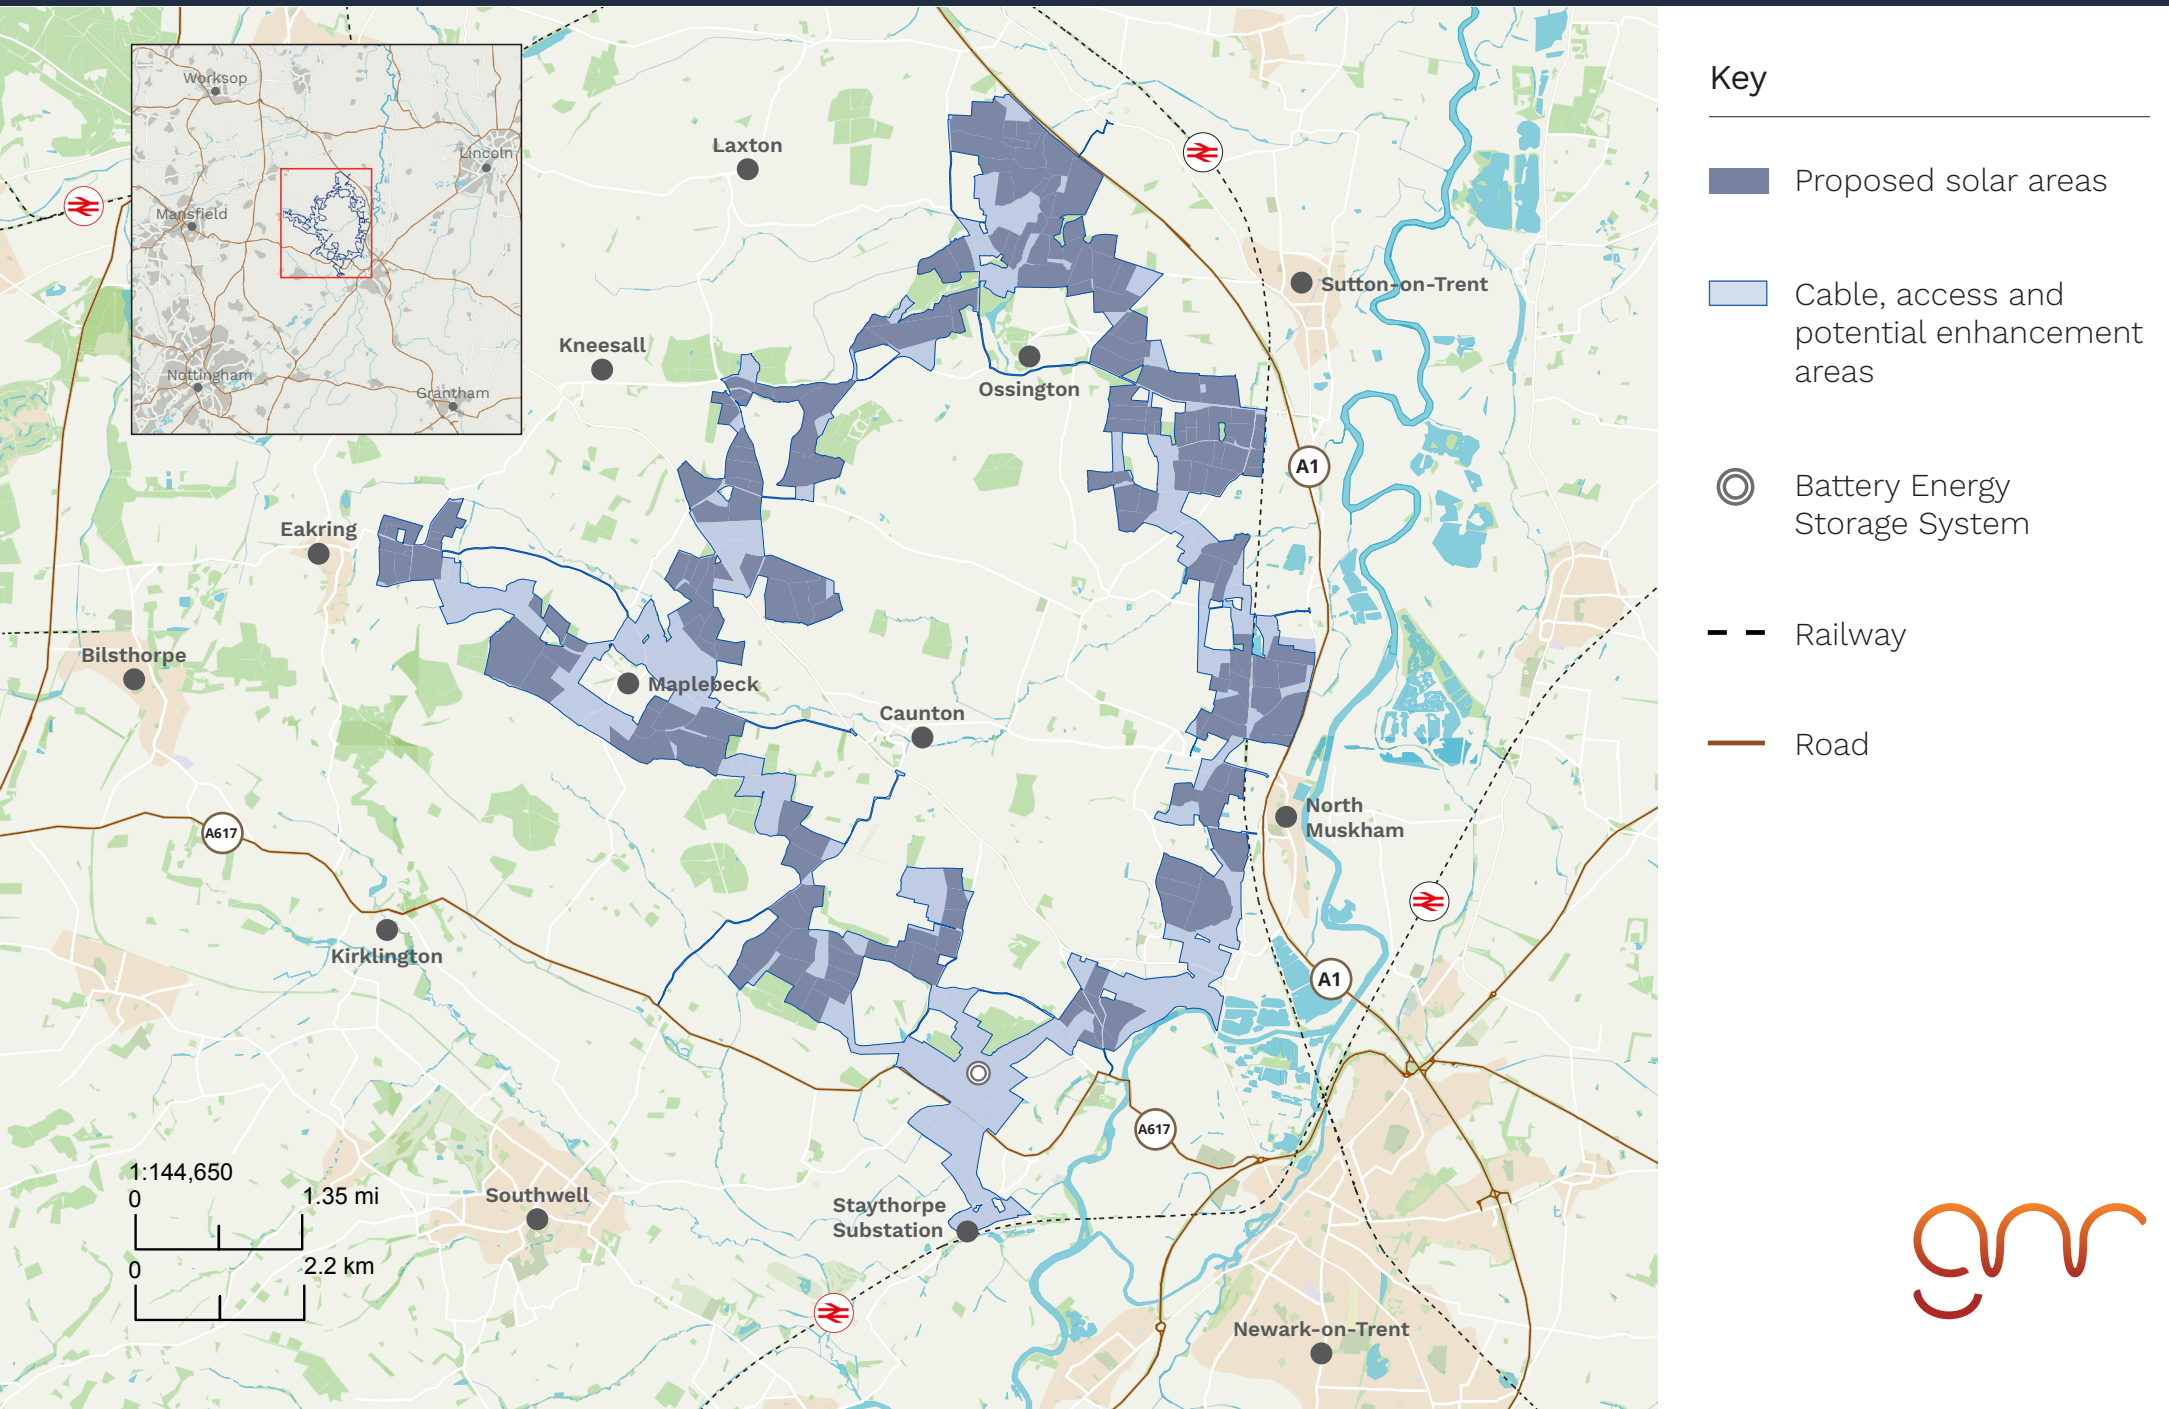 Worksop
Lincoln
Mansfield
Nottingham
Grantham
Laxton
Sutton-on-Trent
Kneesall
Ossington
A1
Eakring
Bilsthorpe
Maplebeck
Caunton
North
Muskham
A617
Kirklington
A1
A617
Southwell
Staythorpe
Substation
Newark-on-Trent
1:144,650
0
1.35 mi
0
2.2 km
Key
Proposed solar areas
Cable, access and
potential enhancement
areas
Battery Energy
Storage System
Railway
Road
gnr